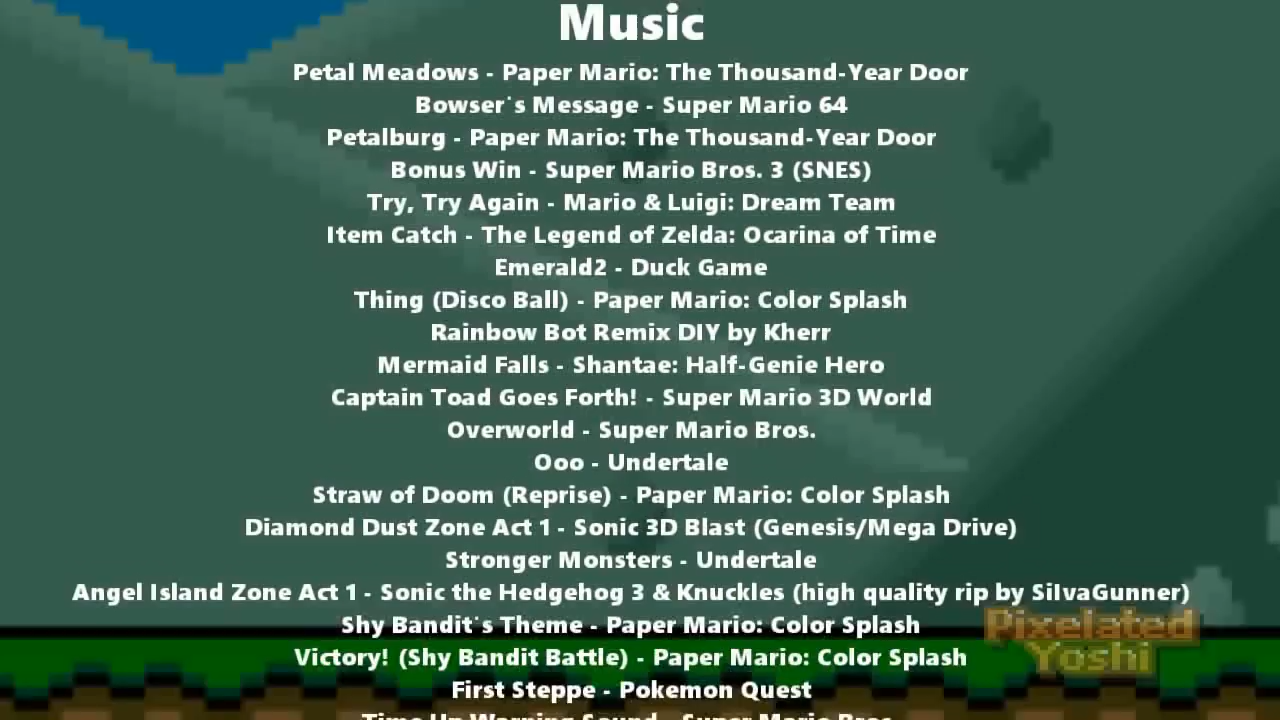 Music
Petal Meadows - Paper Mario: The Thousand-Year Door
Bowser's Message - Super Mario 64
Petalburg - Paper Mario: The Thousand-Year Door
Bonus Win - Super Mario Bros. 3 (SNES)
Try, Try Again - Mario & Luigi: Dream Team
Item Catch - The Legend of Zelda: Ocarina of Time
Emerald2 - Duck Game
Thing (Disco Ball) - Paper Mario: Color Splash
Rainbow Bot Remix DIY by Kherr
Mermaid Falls - Shantae: Half-Genie Hero
Captain Toad Goes Forth! - Super Mario 3D World
Overworld - Super Mario Bros.
Ooo - Undertale
Straw of Doom (Reprise) - Paper Mario: Color Splash
Diamond Dust Zone Act 1 - Sonic 3D Blast (Genesis/Mega Drive)
Stronger Monsters - Undertale
Angel Island Zone Act 1 - Sonic the Hedgehog 3 & Knuckles (high quality rip by SiIvaGunner)
Shy Bandit's Theme - Paper Mario: Color Splash
Victory! (Shy Bandit Battle) - Paper Mario: Color Splash
First Steppe - Pokemon Quest
Time Up Warning Sound - Super Mario Bros.
Pixelated
Yoshi